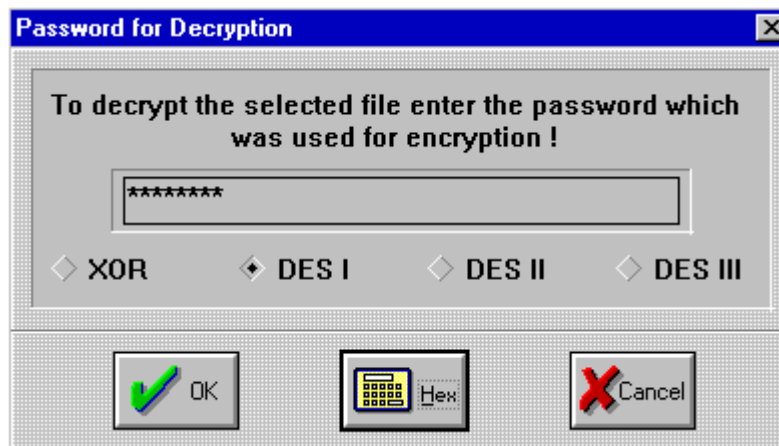 Password for Decryption
To decrypt the selected file enter the password which
was used for encryption !
********
XOR DES I DES II DES III
OK Hex Cancel